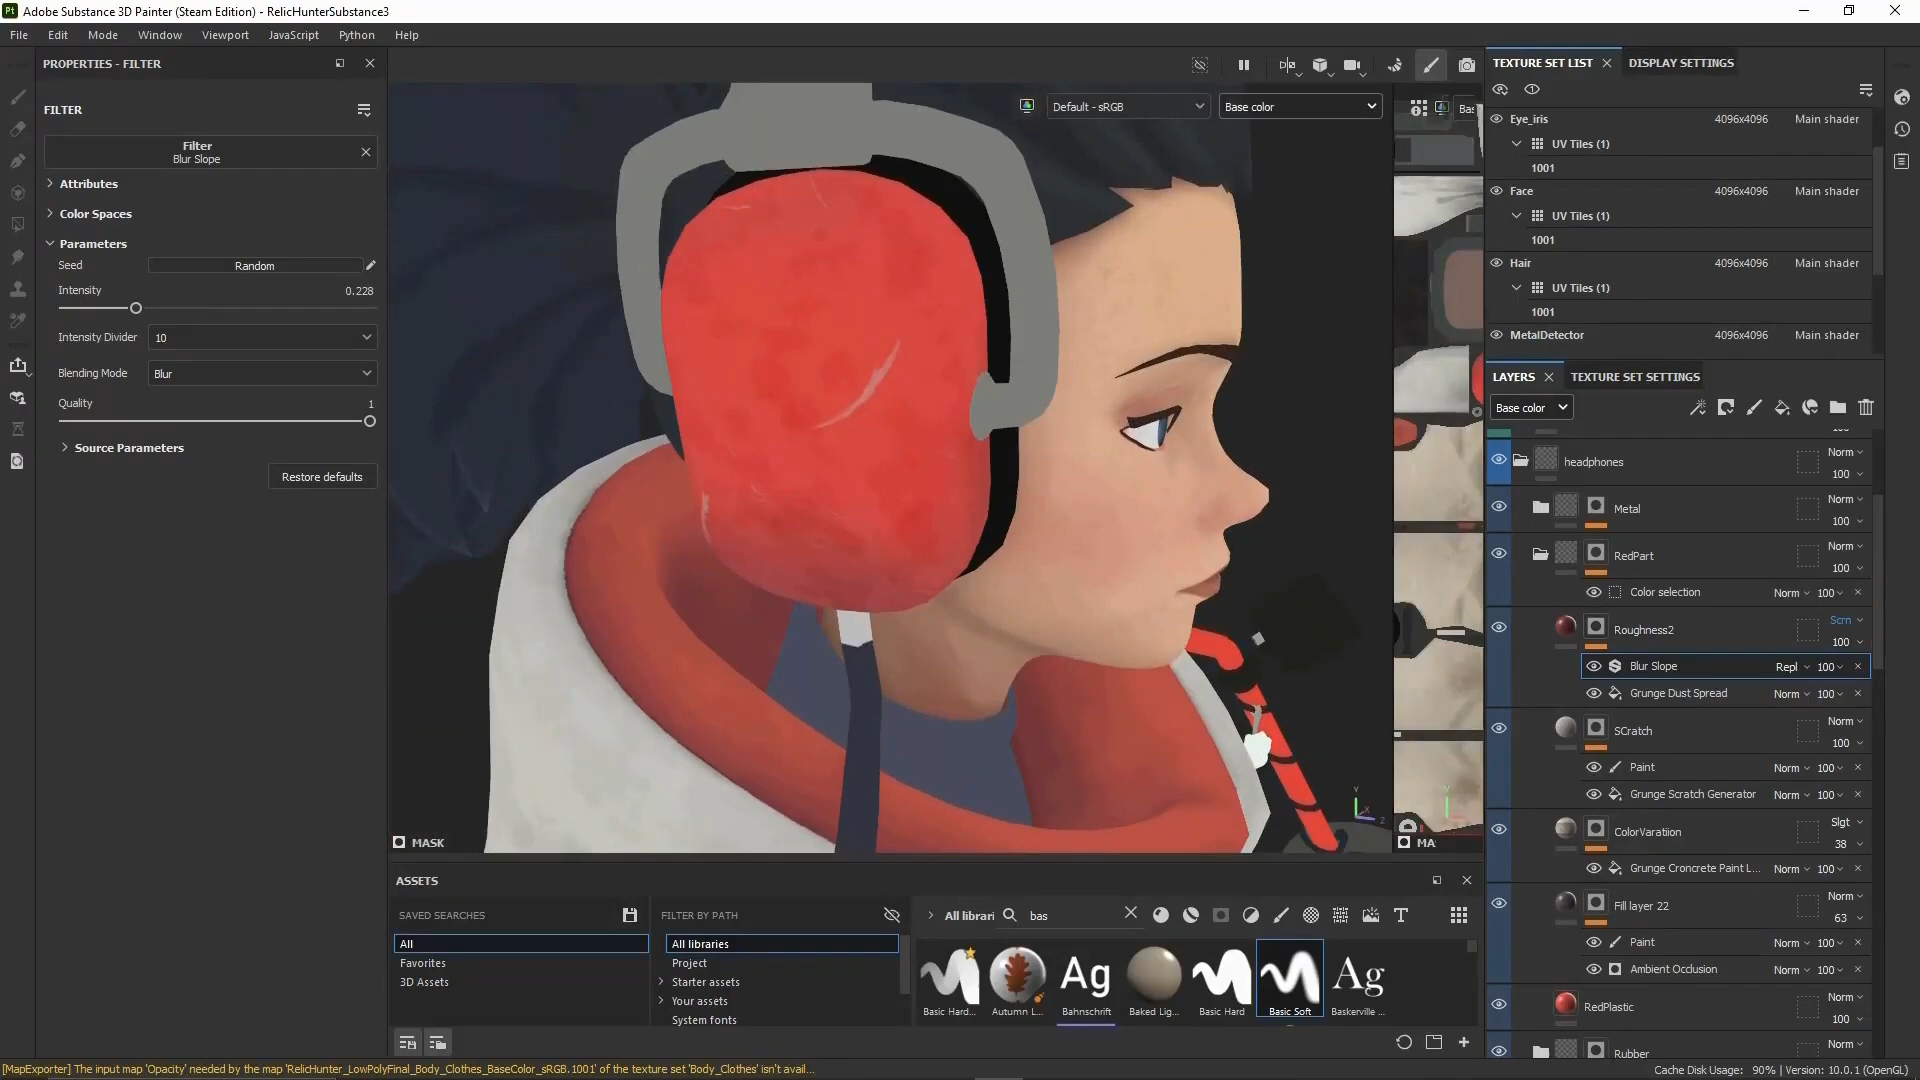 Pt Adobe Substance 3D Painter (Steam Edition) - RelicHunterSubstance3
File Edit Mode Window Viewport JavaScript Python Help
PROPERTIES - FILTER
FILTER
Filter
Blur Slope
Attributes
Color Spaces
Parameters
Seed Random
Intensity 0.228
Intensity Divider 10
Blending Mode Blur
Quality 1
Source Parameters
Restore defaults
Default - sRGB Base color Bas
MASK MA
ASSETS
SAVED SEARCHES
All
Favorites
3D Assets
FILTER BY PATH
All libraries
Project
Starter assets
Your assets
System fonts
All librari bas
Ag Ag
Basic Hard... Autumn L... Bahnschrift Baked Lig... Basic Hard Basic Soft Baskerville ...
TEXTURE SET LIST DISPLAY SETTINGS
Eye_iris 4096x4096 Main shader
UV Tiles (1)
1001
Face 4096x4096 Main shader
UV Tiles (1)
1001
Hair 4096x4096 Main shader
UV Tiles (1)
1001
MetalDetector 4096x4096 Main shader
LAYERS TEXTURE SET SETTINGS
Base color
headphones Norm 100
Metal Norm 100
RedPart Norm 100
Color selection Norm 100
Roughness2 Scrn 100
Blur Slope Repl 100
Grunge Dust Spread Norm 100
SCratch Norm 100
Paint Norm 100
Grunge Scratch Generator Norm 100
ColorVaratiion Slgt 38
Grunge Croncrete Paint L... Norm 100
Fill layer 22 Norm 63
Paint Norm 100
Ambient Occlusion Norm 100
RedPlastic Norm 100
Rubber Norm
[MapExporter] The input map 'Opacity' needed by the map 'RelicHunter_LowPolyFinal_Body_Clothes_BaseColor_sRGB.1001' of the texture set 'Body_Clothes' isn't avail...
Cache Disk Usage: 90% | Version: 10.0.1 (OpenGL)